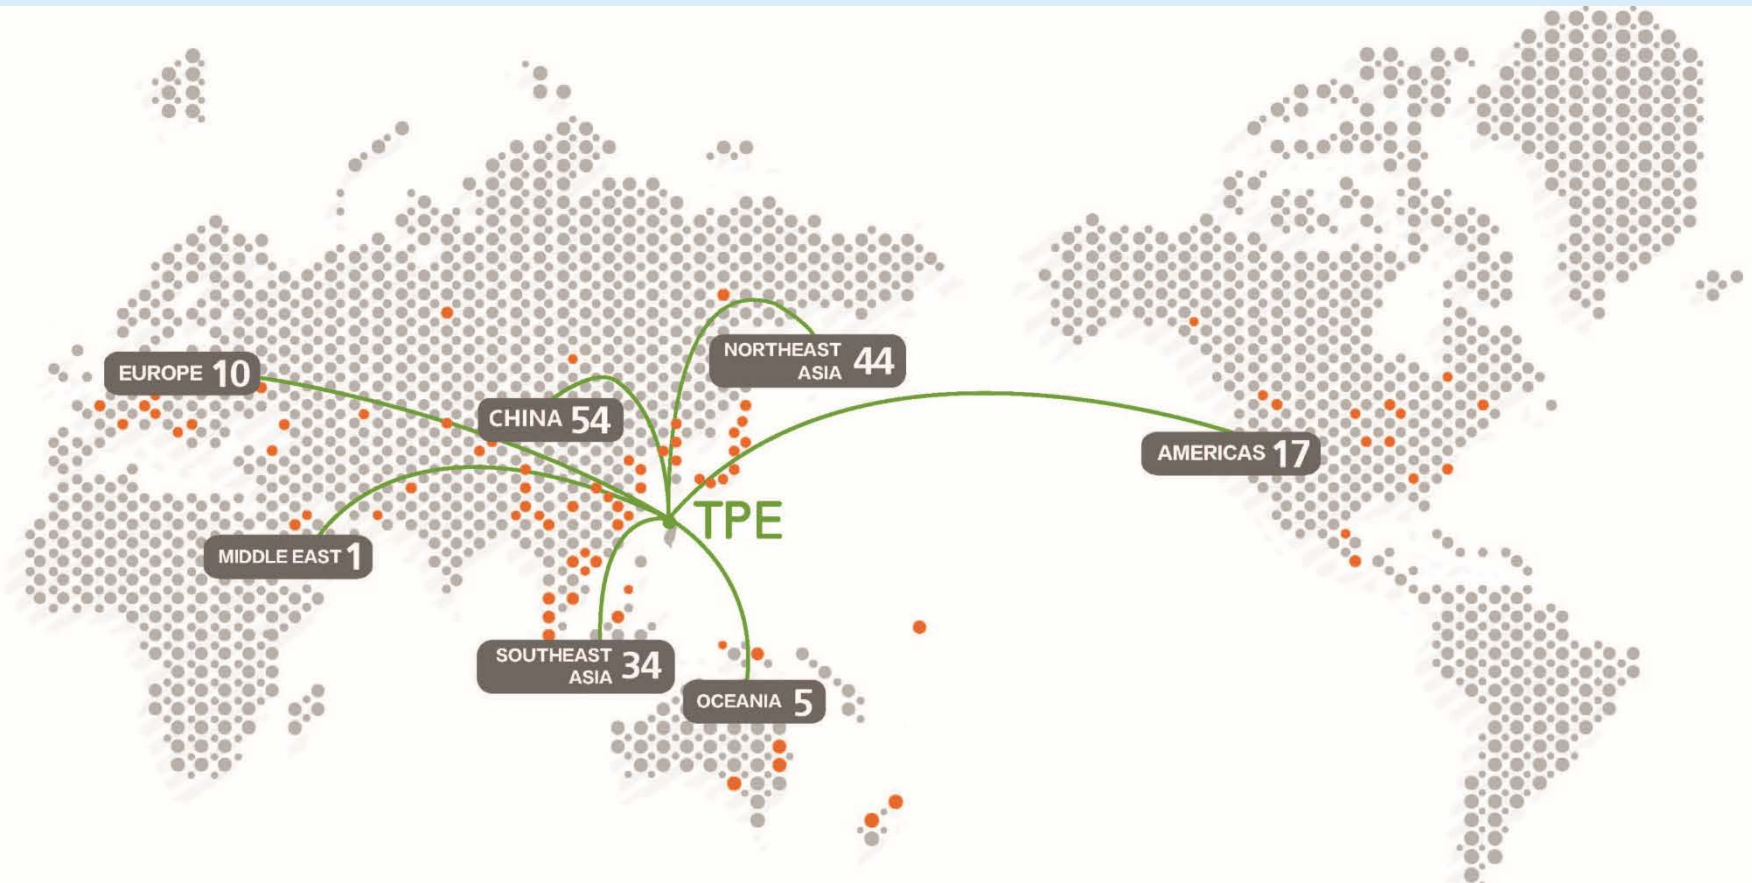 NORTHEAST
ASIA 44
EUROPE 10
CHINA 54
AMERICAS 17
TPE
MIDDLE EAST 1
SOUTHEAST
ASIA 34
OCEANIA 5